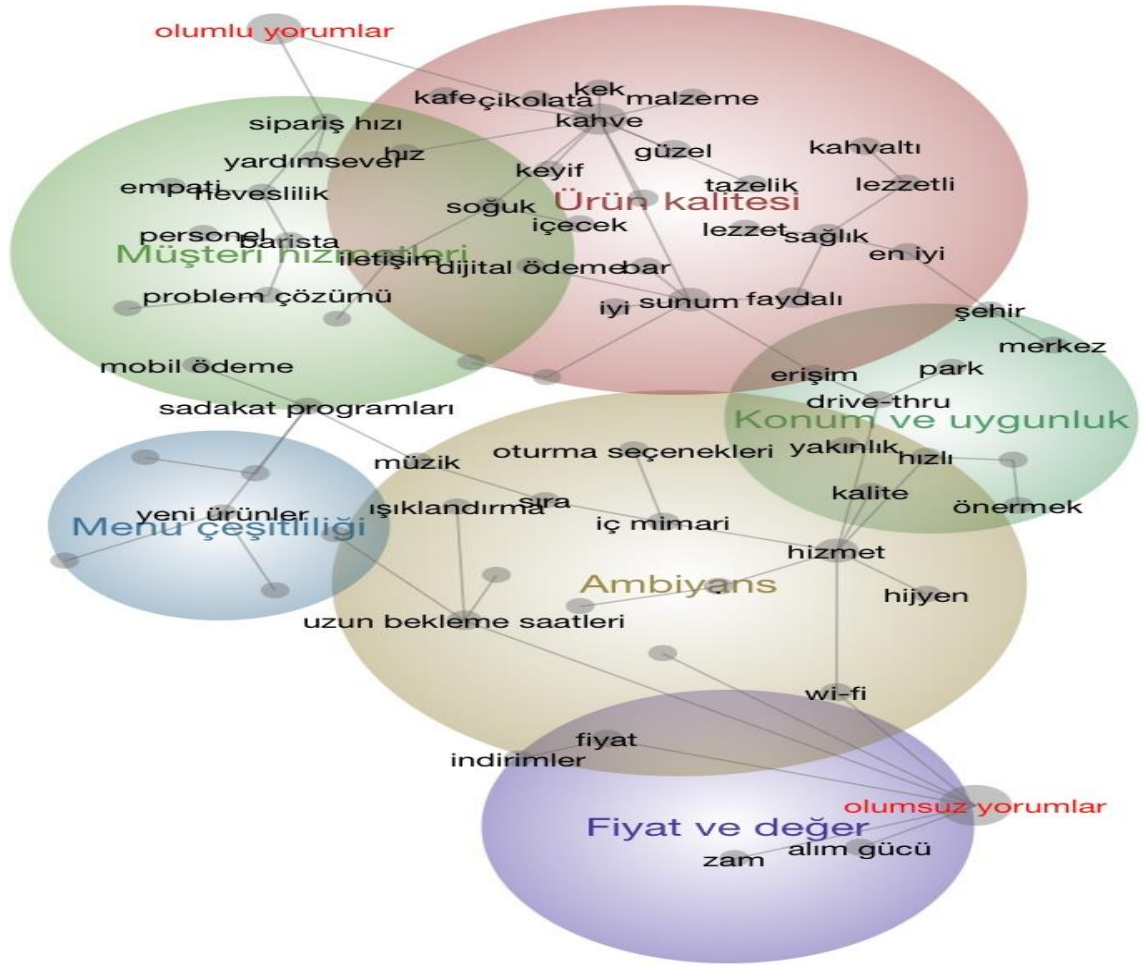 olumlu yorumlar
kek
kafe
çikolata
malzeme
kahve
sipariş hızı
hız
güzel
kahvaltı
yardımsever
keyif
empati
heveslilik
tazelik
lezzetli
Ürün kalitesi
soğuk
içecek
lezzet
sağlık
personel
barista
Müşteri hizmetleri
iletişim
dijital ödeme
bar
en iyi
problem çözümü
iyi
sunum
faydalı
şehir
merkez
mobil ödeme
erişim
park
sadakat programları
drive-thru
Konum ve uygunluk
oturma seçenekleri
yakınlık
hızlı
müzik
kalite
önermek
yeni ürünler
Menü çeşitliliği
ışıklandırma
sıra
iç mimari
hizmet
Ambiyans
hijyen
uzun bekleme saatleri
wi-fi
fiyat
indirimler
olumsuz yorumlar
Fiyat ve değer
zam
alım gücü